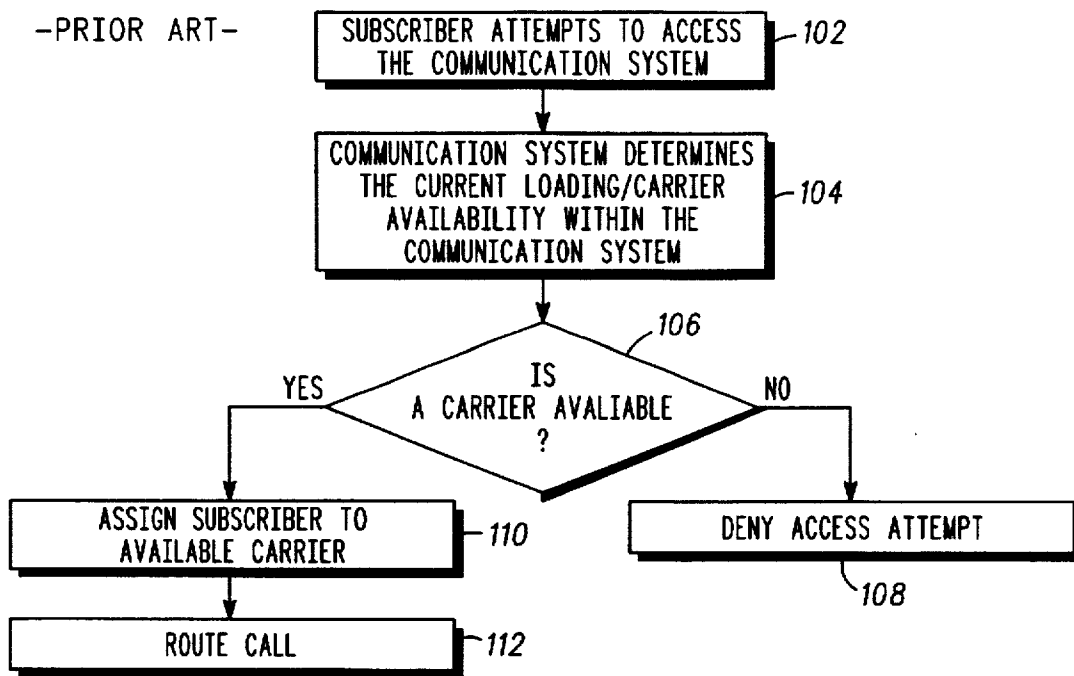 -PRIOR ART-
SUBSCRIBER ATTEMPTS TO ACCESS
THE COMMUNICATION SYSTEM
102
COMMUNICATION SYSTEM DETERMINES
THE CURRENT LOADING/CARRIER
AVAILABILITY WITHIN THE
COMMUNICATION SYSTEM
104
106
IS
A CARRIER AVALIABLE
?
YES
NO
ASSIGN SUBSCRIBER TO
AVAILABLE CARRIER
110
DENY ACCESS ATTEMPT
108
ROUTE CALL
112